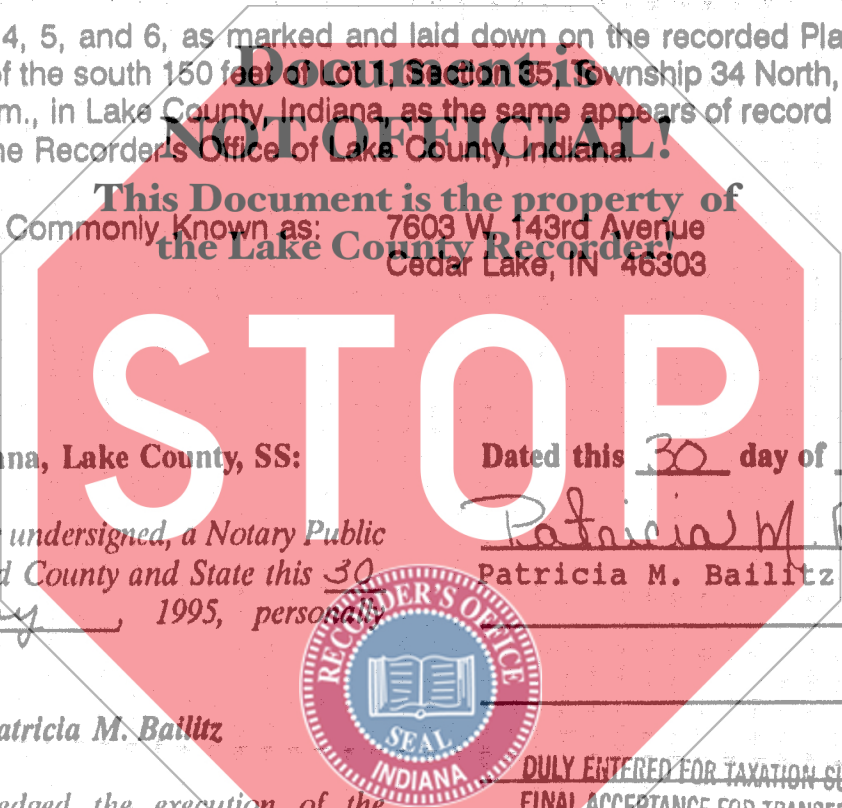 4, 5, and 6, as marked and laid down on the recorded Pla
f the south 150 feet of Lot 1, Section 35, Township 34 North,
m., in Lake County, Indiana, as the same appears of record
ne Recorder's Office of Lake County, Indiana.
Document is
NOT OFFICIAL!
This Document is the property of
the Lake County Recorder!
Commonly Known as: 7603 W. 143rd Avenue
Cedar Lake, IN 46303
STOP
ana, Lake County, SS:
Dated this 30 day of
undersigned, a Notary Public
d County and State this 30
y, 1995, personally
Patricia M.
Patricia M. Bailitz
RECORDER'S OFFICE
SEAL
INDIANA
atricia M. Bailitz
edged the execution of the
DULY ENTERED FOR TAXATION SU
FINAL ACCEPTANCE FOR TRANSFER